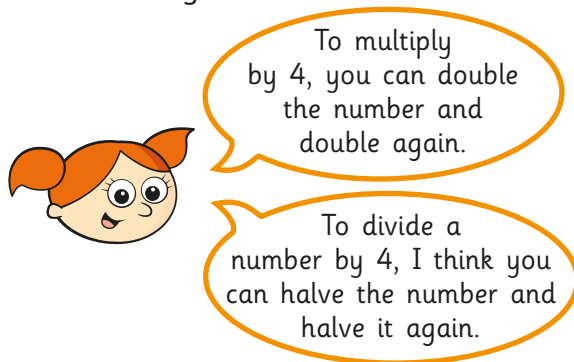 To multiply
by 4, you can double
the number and
double again.
To divide a
number by 4, I think you
can halve the number and
halve it again.